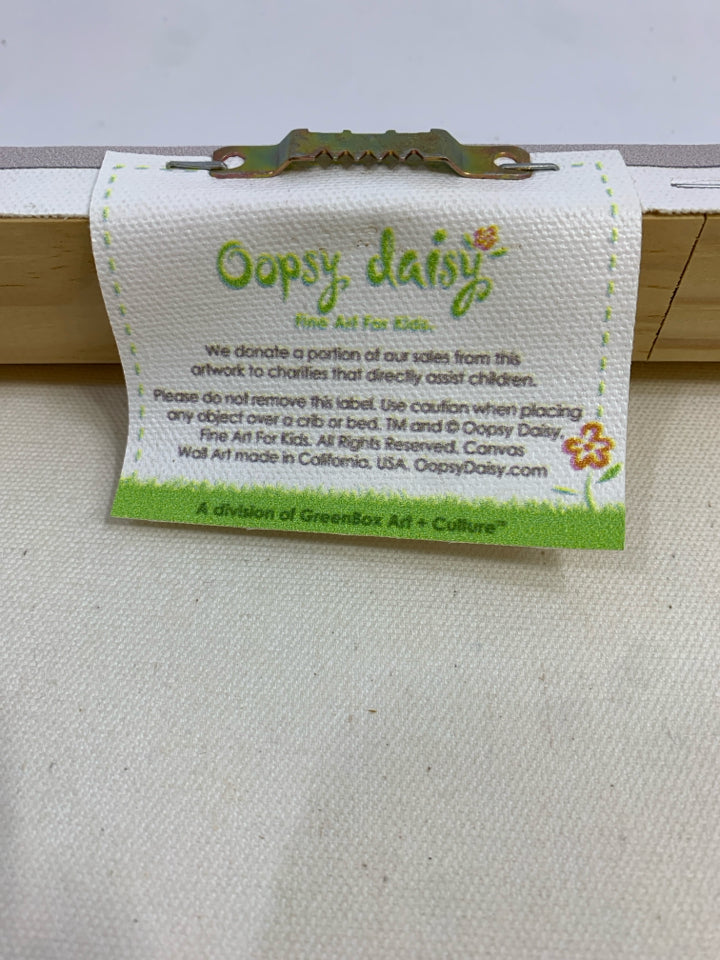 Oopsy daisy
Fine Art For Kids.
We donate a portion of our sales from this
artwork to charities that directly assist children.
Please do not remove this label. Use caution when placing
any object over a crib or bed. TM and © Oopsy Daisy,
Fine Art For Kids. All Rights Reserved. Canvas
Wall Art made in California, USA. OopsyDaisy.com
A division of GreenBox Art + Culture™